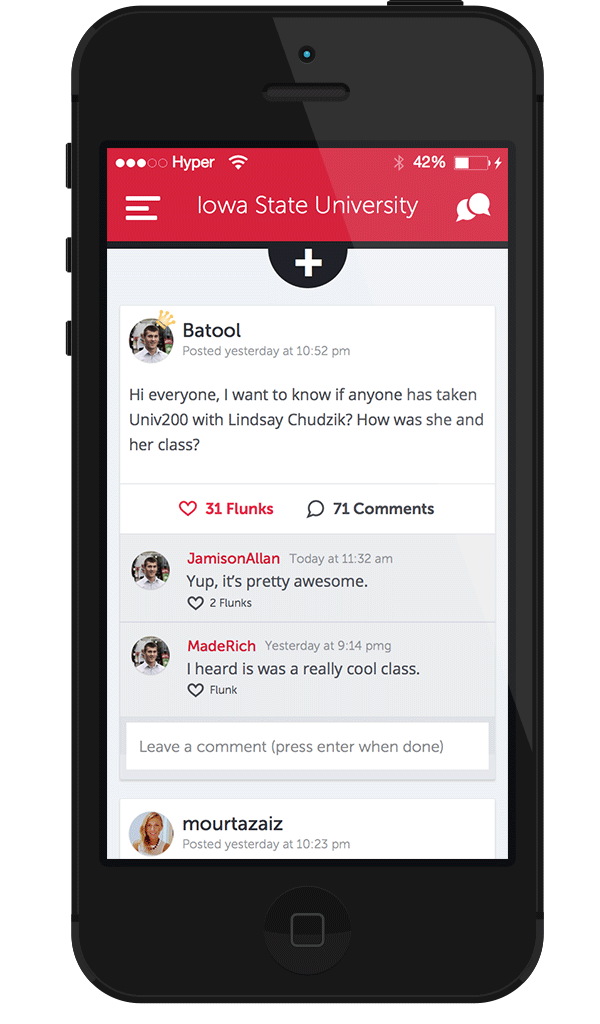 Hyper 42%
Iowa State University
Batool
Posted yesterday at 10:52 pm
Hi everyone, I want to know if anyone has taken
Univ200 with Lindsay Chudzik? How was she and
her class?
31 Flunks 71 Comments
JamisonAllan Today at 11:32 am
Yup, it’s pretty awesome.
2 Flunks
MadeRich Yesterday at 9:14 pmg
I heard is was a really cool class.
Flunk
Leave a comment (press enter when done)
mourtazaiz
Posted yesterday at 10:23 pm